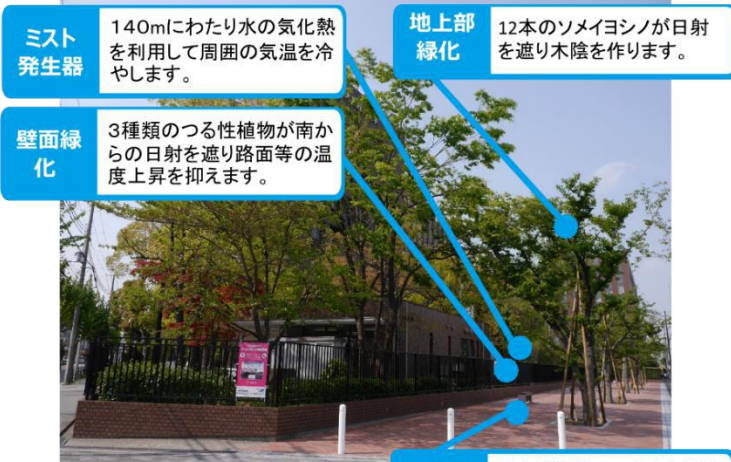 ミスト
発生器
140mにわたり水の気化熱
を利用して周囲の気温を冷
やします。
地上部
緑化
12本のソメイヨシノが日射
を遮り木陰を作ります。
壁面緑
化
3種類のつる性植物が南か
らの日射を遮り路面等の温
度上昇を抑えます。